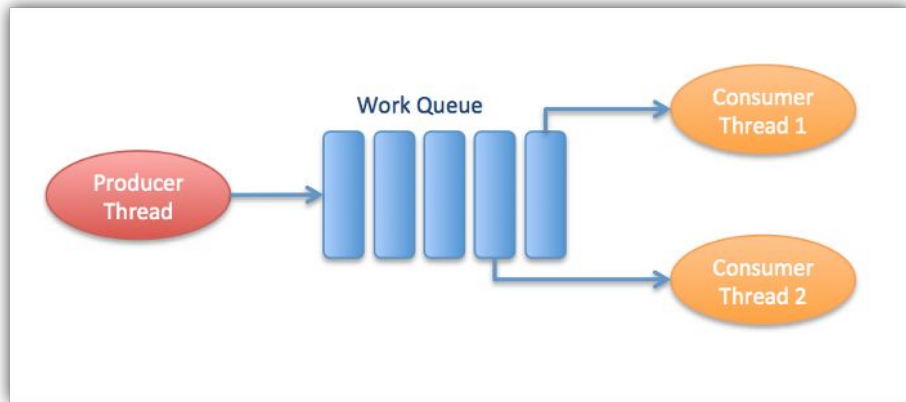 Work Queue
Producer
Thread
Consumer
Thread 1
Consumer
Thread 2